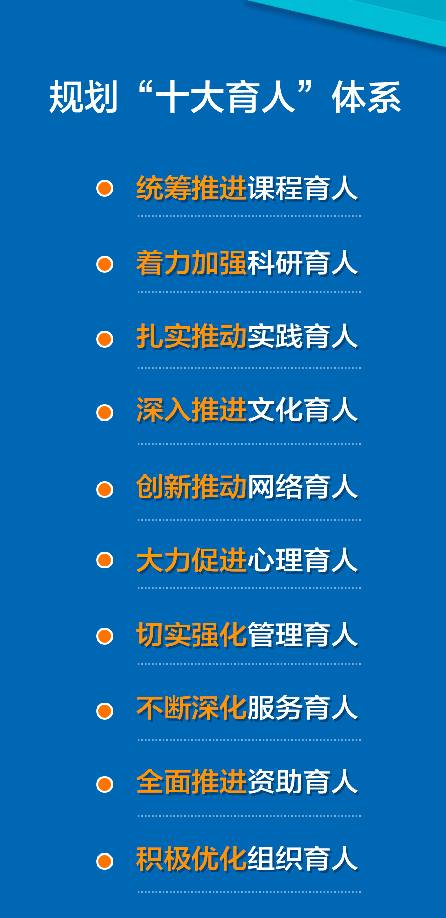 规划“十大育人”体系
统筹推进课程育人
着力加强科研育人
扎实推动实践育人
深入推进文化育人
创新推动网络育人
大力促进心理育人
切实强化管理育人
不断深化服务育人
全面推进资助育人
积极优化组织育人